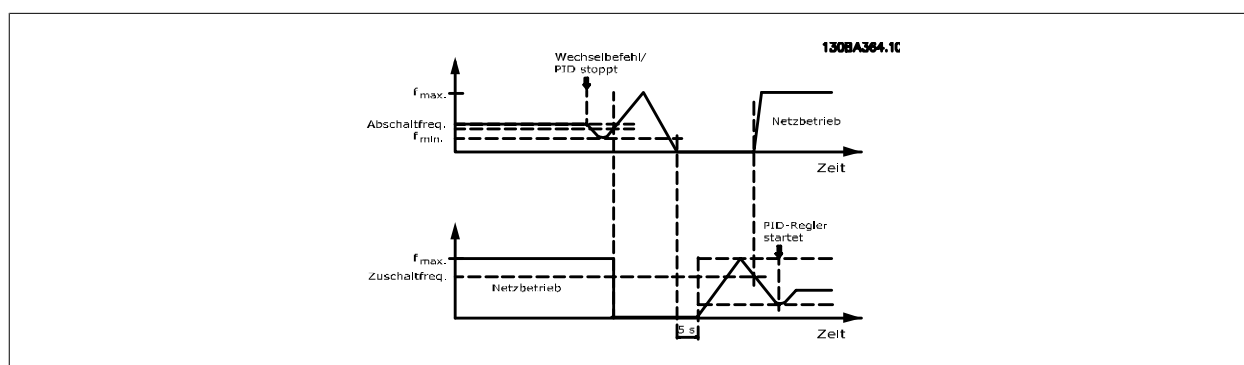 130BA364.10
Wechselbefehl/
PID stoppt
f max.
Abschaltfreq.
f min.
Netzbetrieb
Zeit
PID-Regler
startet
f max.
Zuschaltfreq.
Netzbetrieb
5 s
Zeit